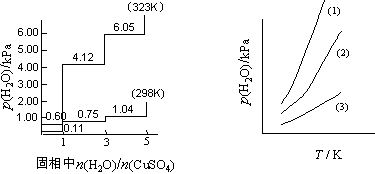 (323K)
6.05
6.00
5.00
4.12
4.00
3.00
2.00
1.00
(298K)
1.04
0.75
0.60
0.11
1 3 5
p(H₂O)/kPa
固相中n(H₂O)/n(CuSO₄)
(1)
(2)
(3)
p(H₂O)/kPa
T / K